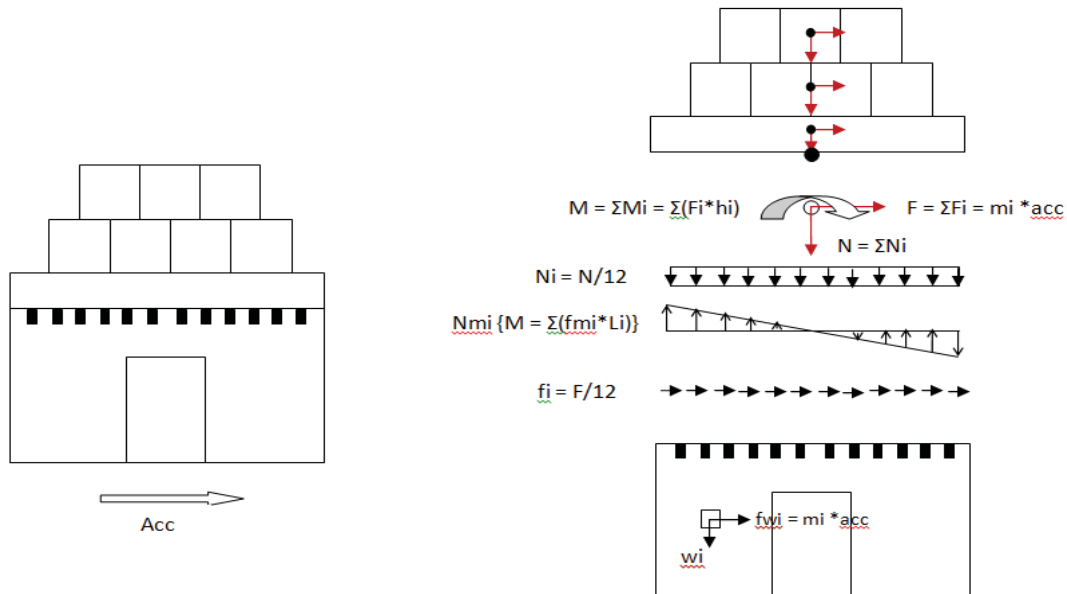 Acc
M = ΣMi = Σ(Fi*hi)
F = ΣFi = mi *acc
N = ΣNi
Ni = N/12
Nmi {M = Σ(fmi*Li)}
fi = F/12
fwi = mi *acc
wi